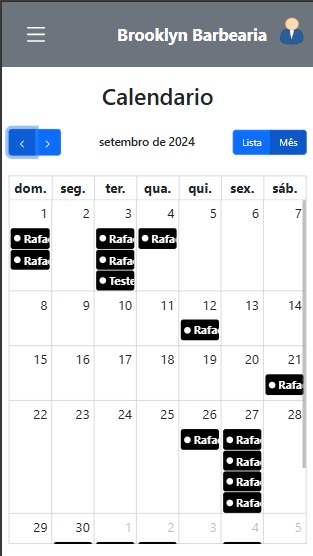 Brooklyn Barbearia
Calendario
setembro de 2024 Lista Mês
dom. seg. ter. qua. qui. sex. sáb.
1 2 3 4 5 6 7
Rafa Rafa Rafa
Rafa Rafa
Teste
8 9 10 11 12 13 14
Rafa
15 16 17 18 19 20 21
Rafa
22 23 24 25 26 27 28
Rafa Rafa
Rafa
Rafa
Rafa
29 30 1 2 3 4 5